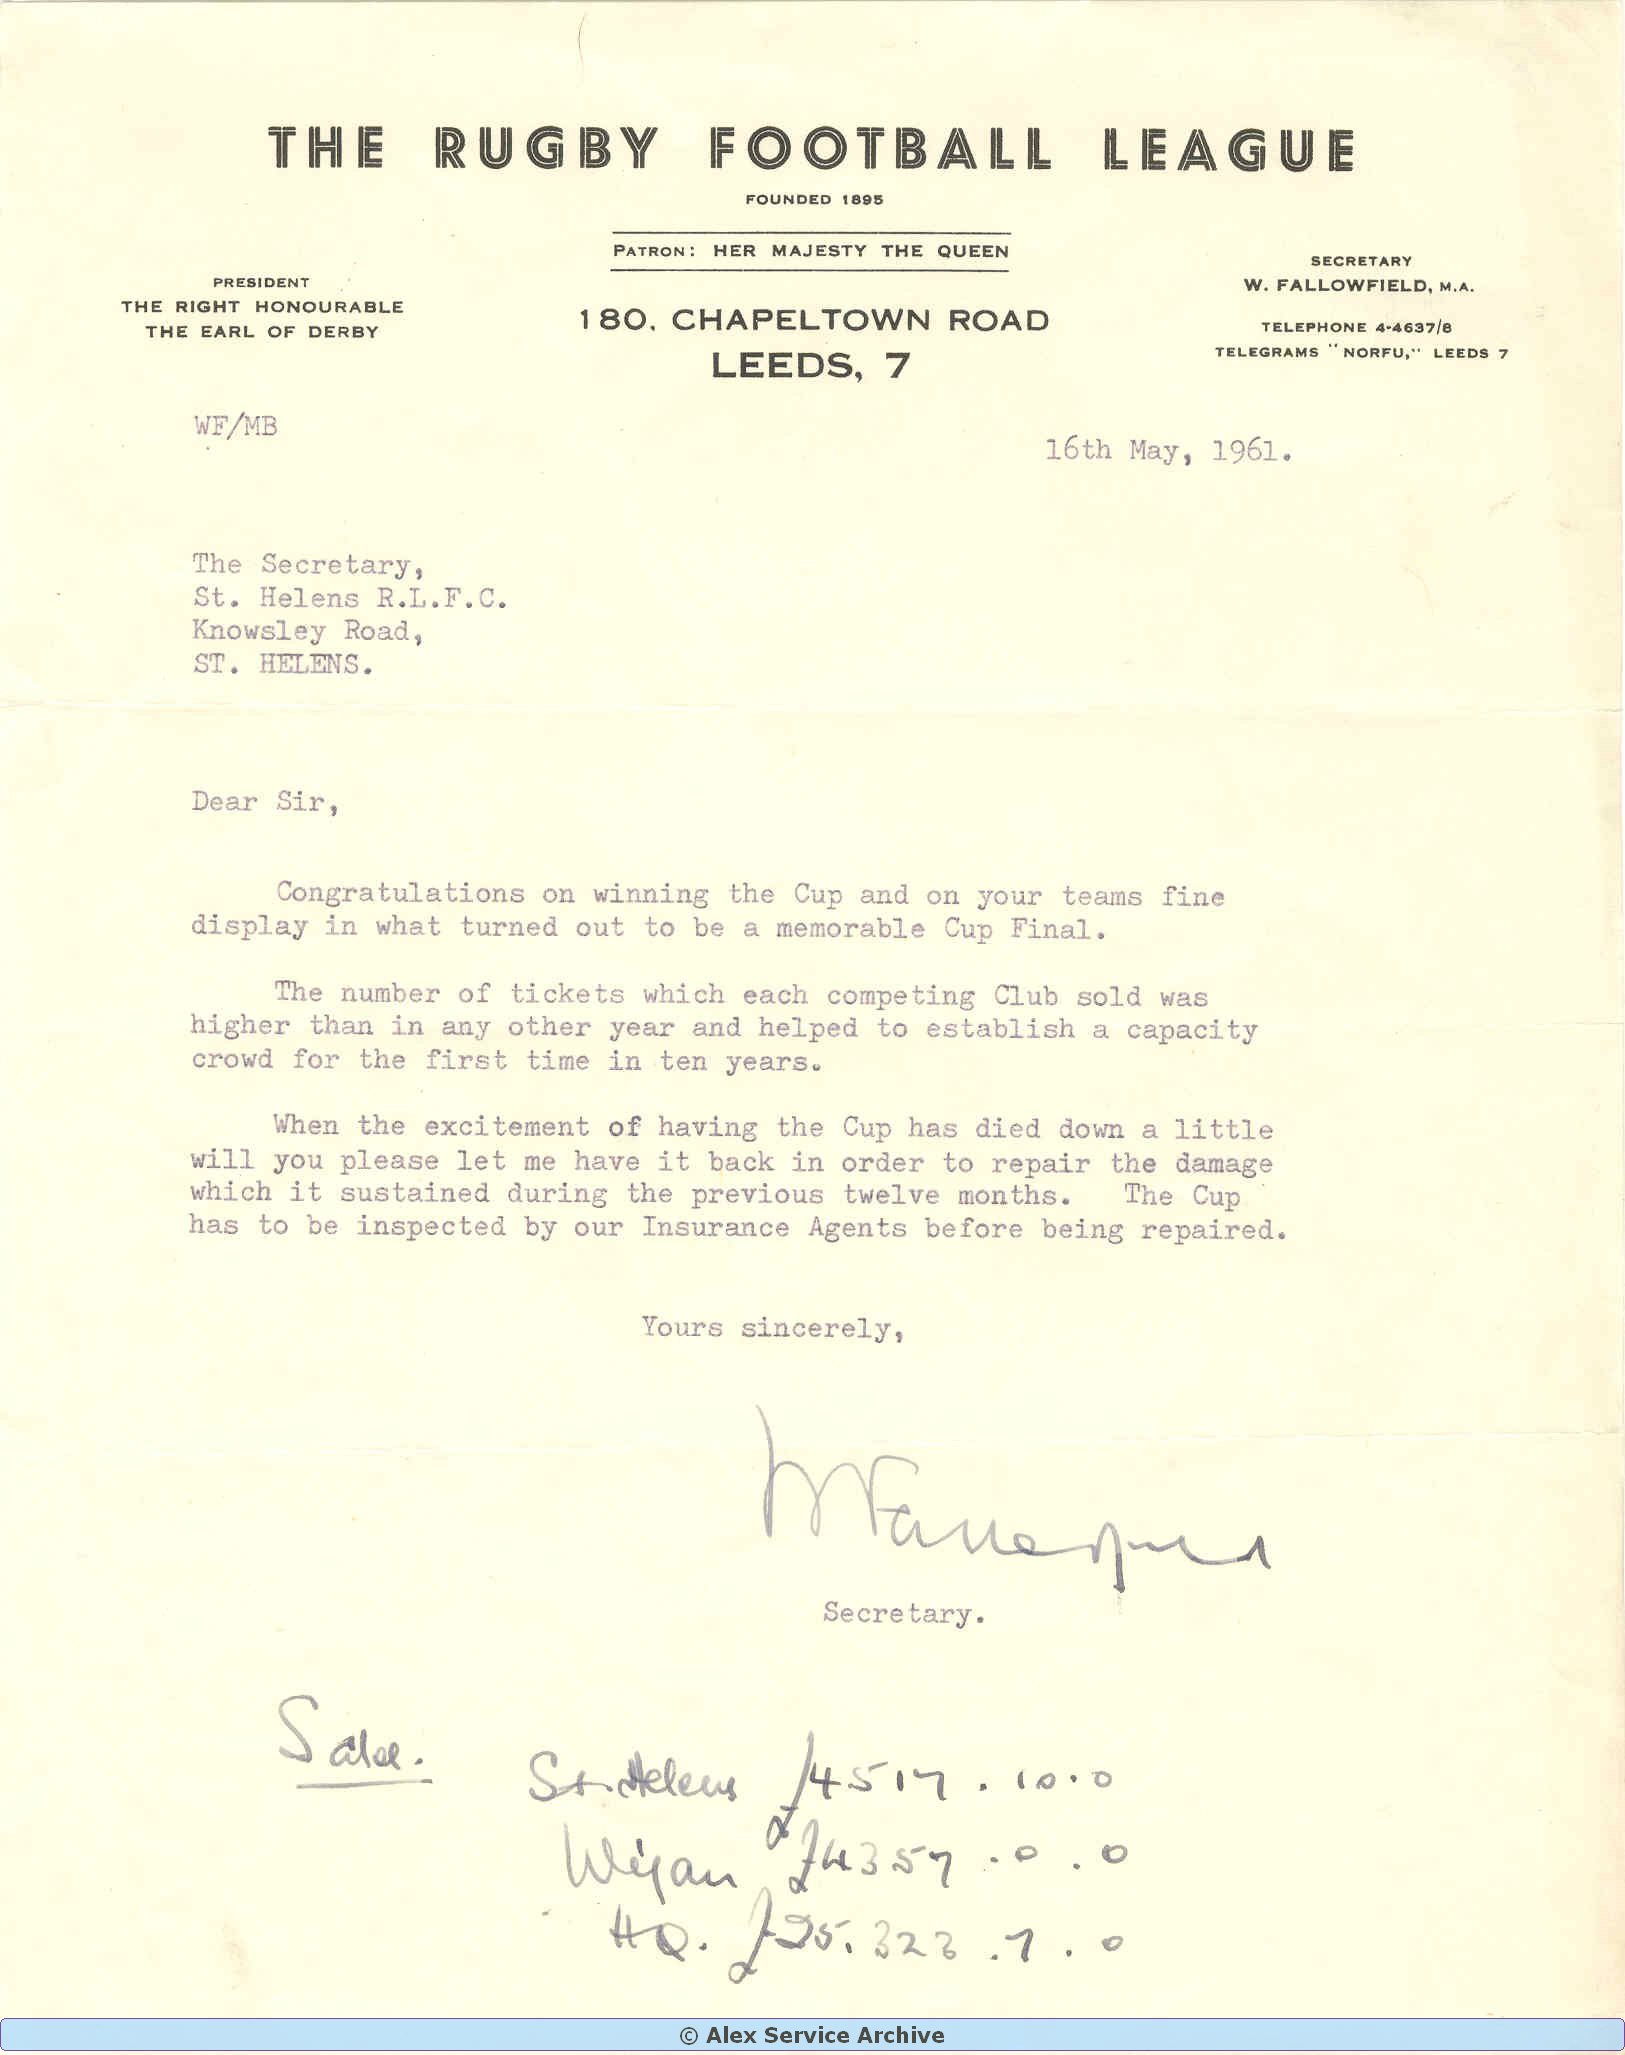 THE RUGBY FOOTBALL LEAGUE
FOUNDED 1895
PATRON: HER MAJESTY THE QUEEN
PRESIDENT
THE RIGHT HONOURABLE
THE EARL OF DERBY
180, CHAPELTOWN ROAD
LEEDS, 7
SECRETARY
W. FALLOWFIELD, M.A.
TELEPHONE 4-4637/8
TELEGRAMS "NORFU," LEEDS 7
WF/MB
16th May, 1961.
The Secretary,
St. Helens R.L.F.C.
Knowsley Road,
ST. HELENS.
Dear Sir,
Congratulations on winning the Cup and on your teams fine
display in what turned out to be a memorable Cup Final.
The number of tickets which each competing Club sold was
higher than in any other year and helped to establish a capacity
crowd for the first time in ten years.
When the excitement of having the Cup has died down a little
will you please let me have it back in order to repair the damage
which it sustained during the previous twelve months. The Cup
has to be inspected by our Insurance Agents before being repaired.
Yours sincerely,
W Fallowfield
Secretary.
St. Helens £4517.10.0
Wigan £4357.0.0
HQ.
© Alex Service Archive